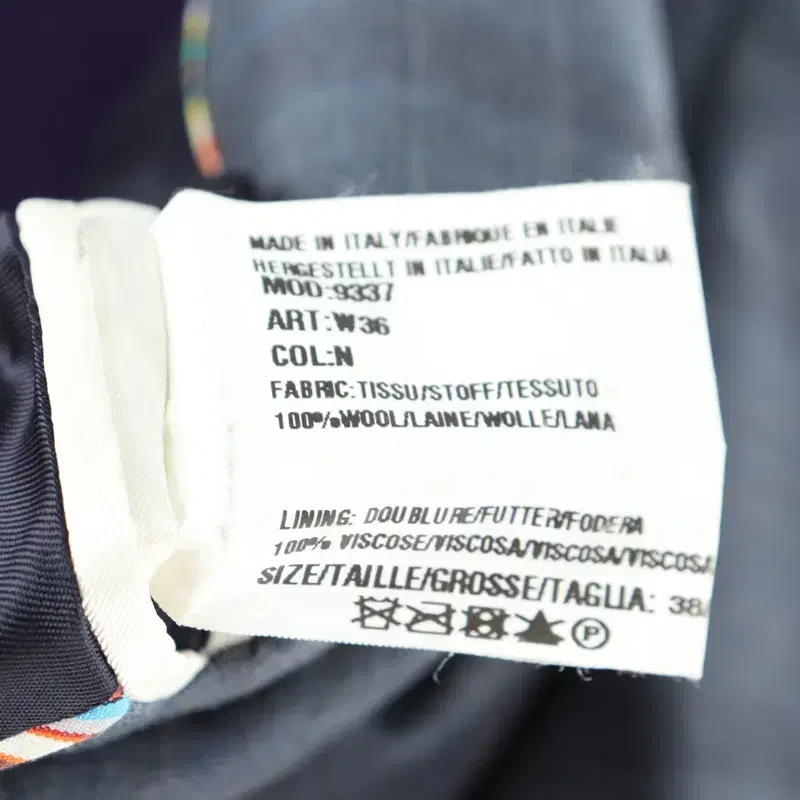 MADE IN ITALY/FABRIQUE EN ITALIE
HERGESTELLT IN ITALIE/FATTO IN ITALIA
MOD:9337
ART:W36
COL:N
FABRIC:TISSU/STOFF/TESSUTO
100%WOOL/LAINE/WOLLE/LANA
LINING: DOUBLURE/FUTTER/FODERA
100% VISCOSE/VISCOSA/VISCOSA/VISCOSA
SIZE/TAILLE/GROSSE/TAGLIA: 38/
P